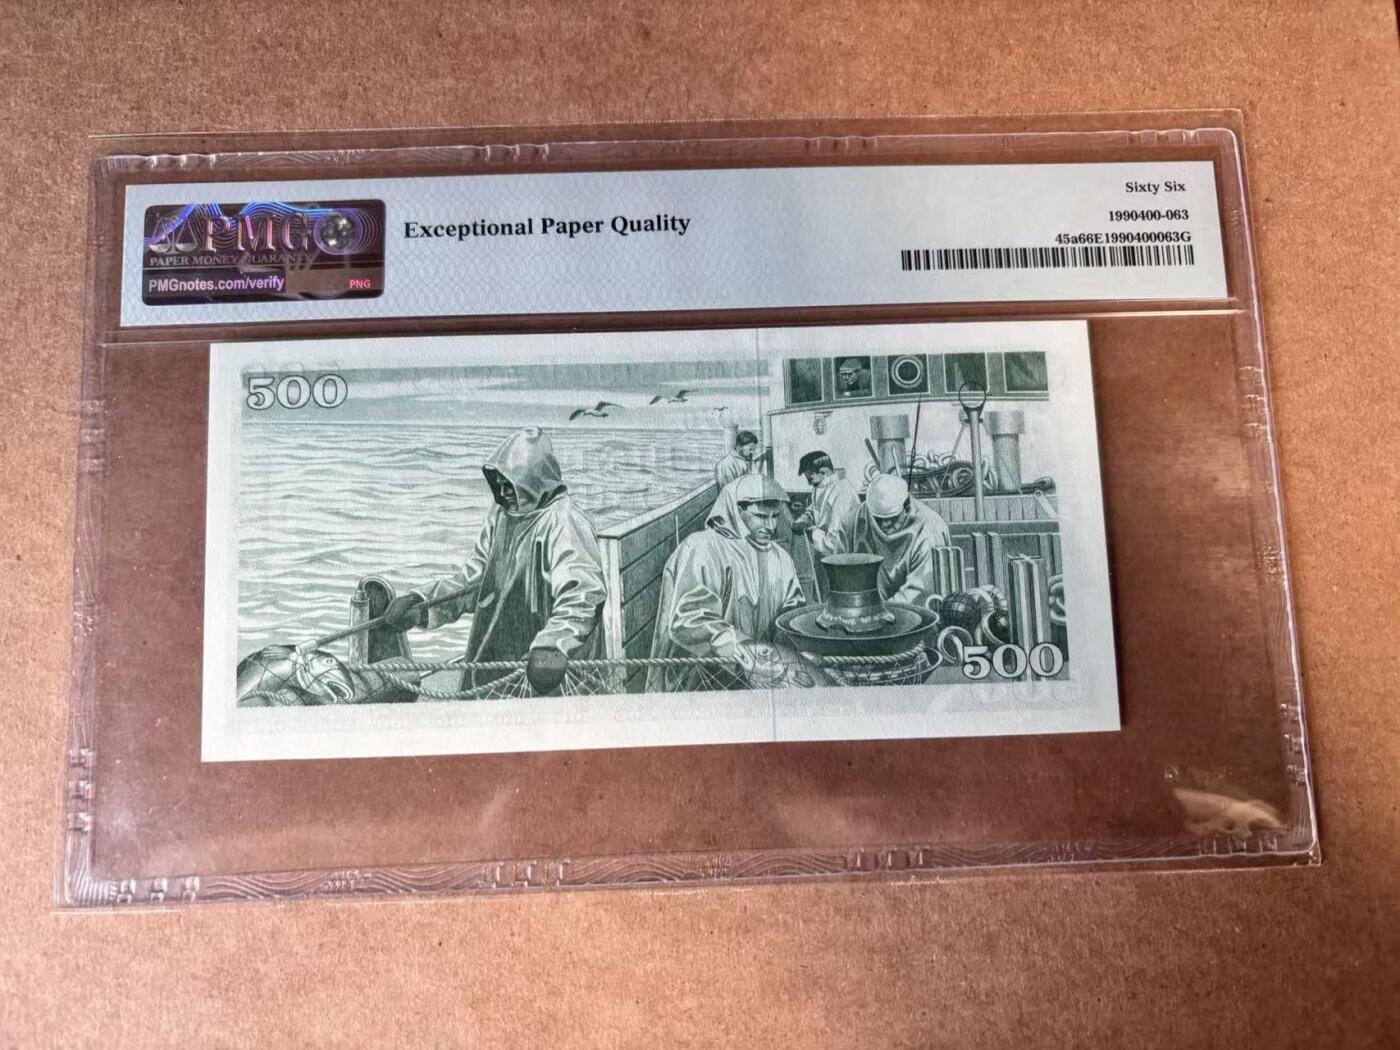 PMG
PAPER MONEY GUARANTY
PMGnotes.com/verify
PNG
Exceptional Paper Quality
Sixty Six
1990400-063
45a66E1990400063G
500
500